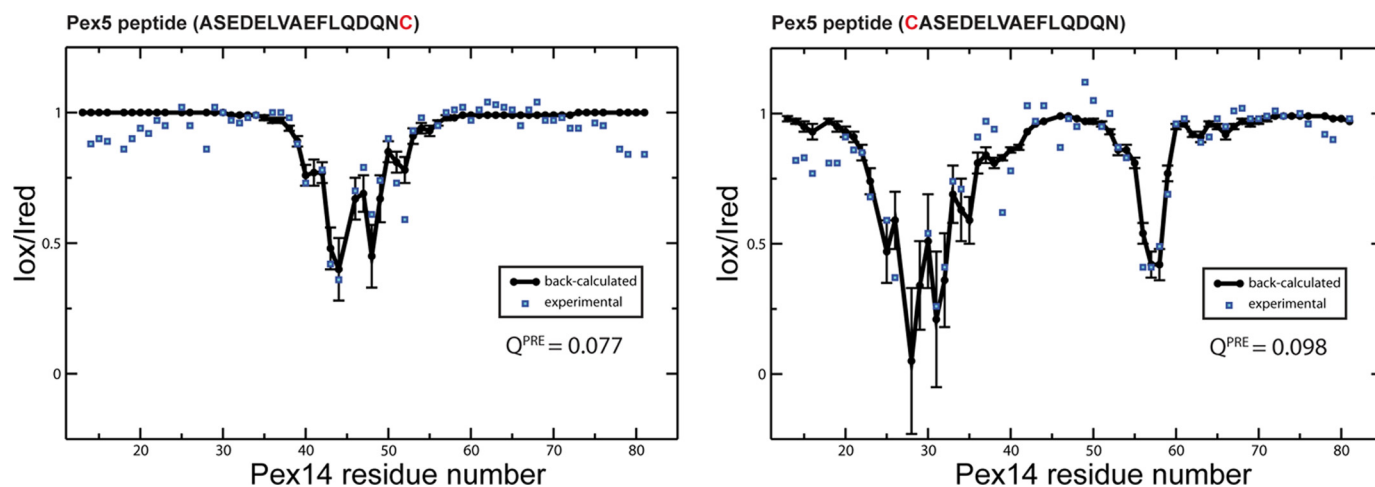 Pex5 peptide (ASEDELVAEFLQDQNC)
Iox/Ired
1
0.5
0
back-calculated
experimental
Q^PRE = 0.077
20 30 40 50 60 70 80
Pex14 residue number
Pex5 peptide (CASEDELVAEFLQDQN)
Iox/Ired
1
0.5
0
back-calculated
experimental
Q^PRE = 0.098
20 30 40 50 60 70 80
Pex14 residue number